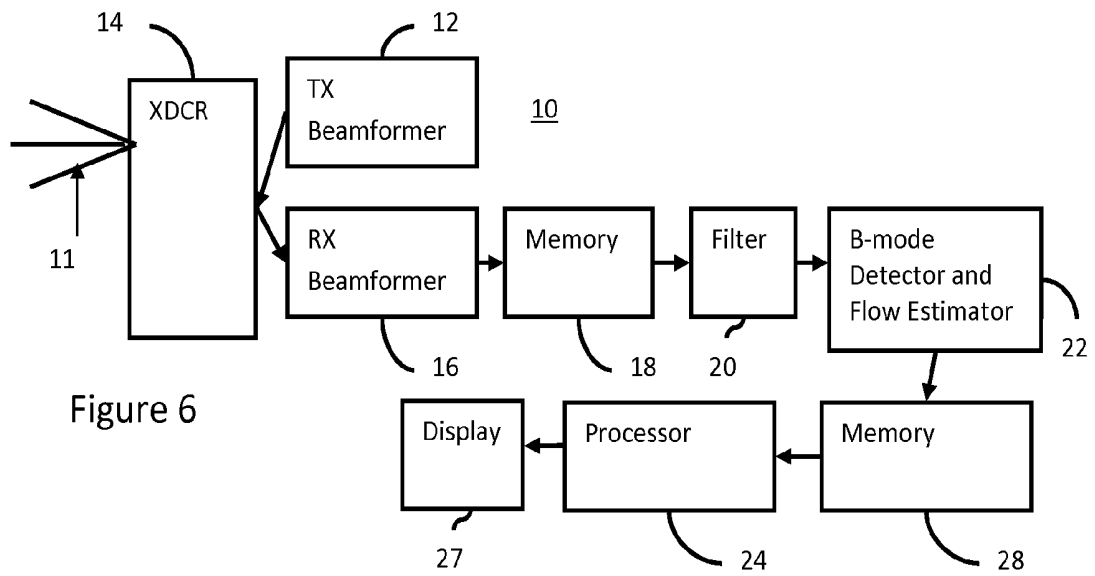 14
12
XDCR
TX
Beamformer
10
11
RX
Beamformer
Memory
Filter
B-mode
Detector and
Flow Estimator
16
18
20
22
Figure 6
Display
Processor
Memory
27
24
28